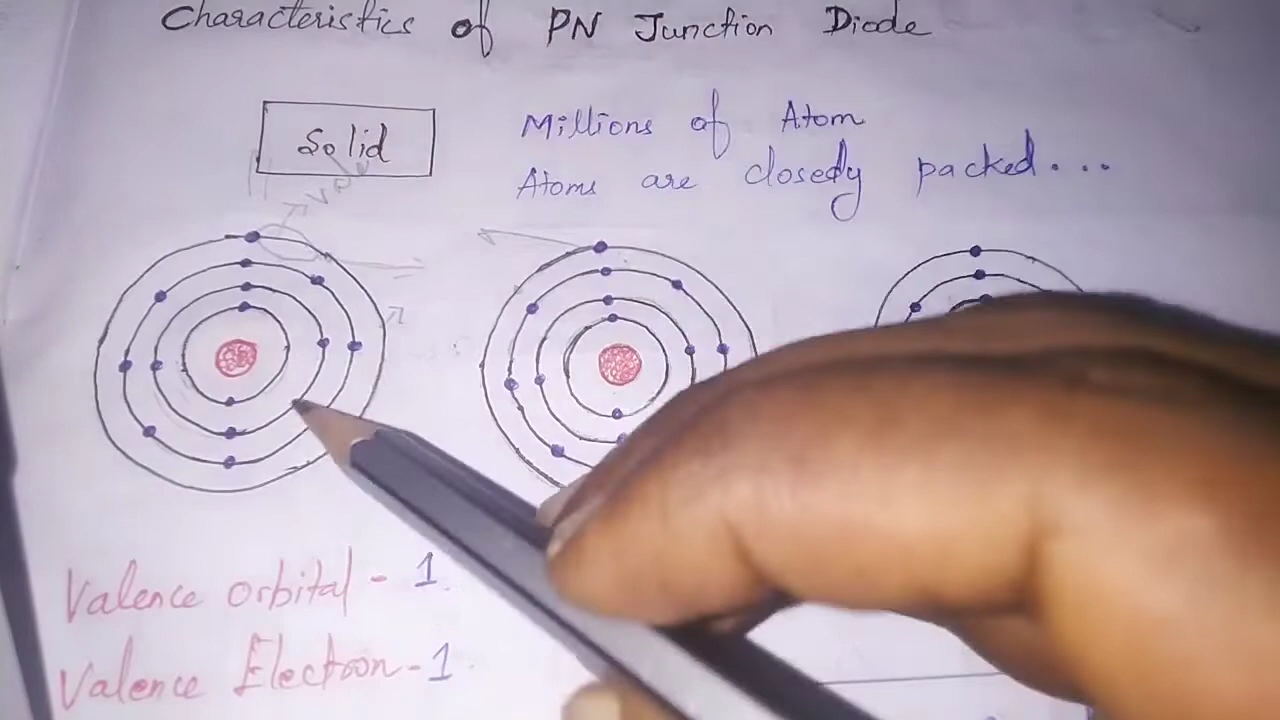 Characteristics of PN Junction Diode
Solid
Millions of Atom
Atoms are closedy packed....
Valence orbital - 1.
Valence Electron - 1.